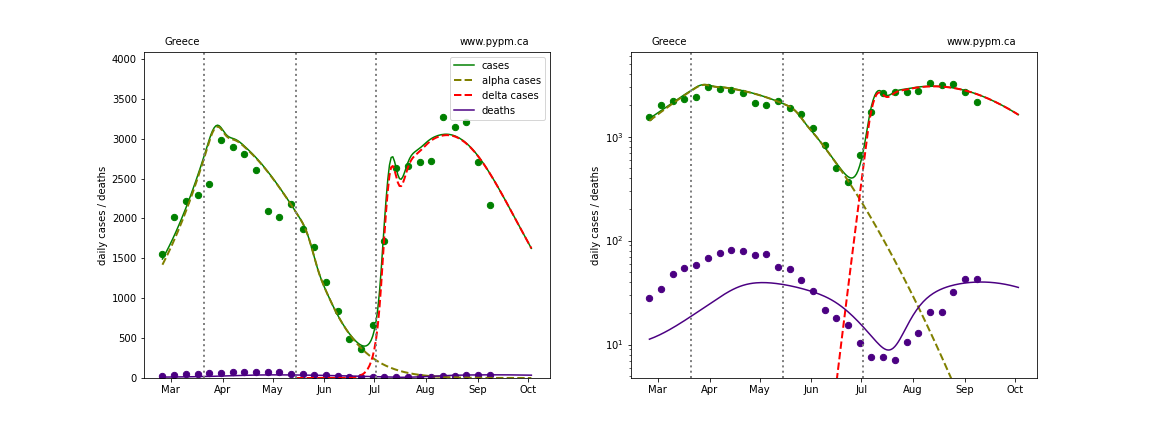 Greece www.pypm.ca
4000
3500
3000
2500
2000
1500
1000
500
0
daily cases / deaths
cases
alpha cases
delta cases
deaths
Mar Apr May Jun Jul Aug Sep Oct
Greece www.pypm.ca
10³
10²
10¹
daily cases / deaths
Mar Apr May Jun Jul Aug Sep Oct